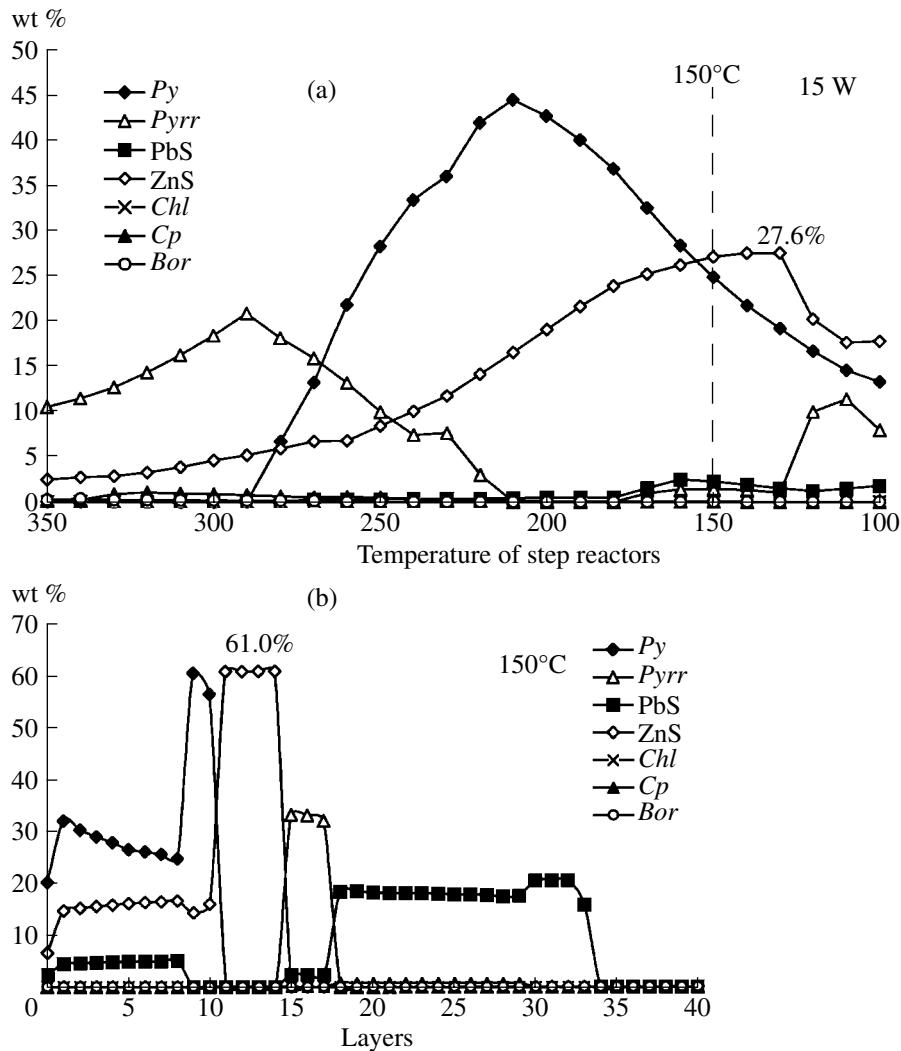 wt %
50
45
40
35
30
25
20
15
10
5
0
(a)
150°C
15 W
Py
Pyrr
PbS
ZnS
Chl
Cp
Bor
27.6%
350 300 250 200 150 100
Temperature of step reactors
wt %
(b)
70
60
50
40
30
20
10
61.0%
150°C
Py
Pyrr
PbS
ZnS
Chl
Cp
Bor
0 5 10 15 20 25 30 35 40
Layers